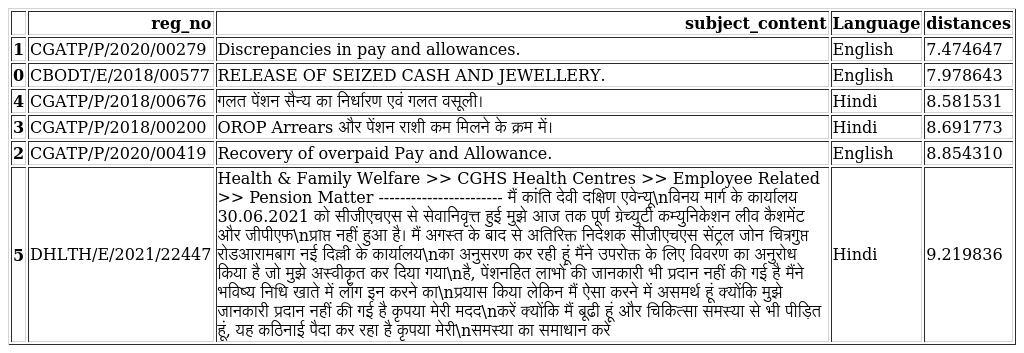 reg_no subject_content Language distances
1 CGATP/P/2020/00279 Discrepancies in pay and allowances. English 7.474647
0 CBODT/E/2018/00577 RELEASE OF SEIZED CASH AND JEWELLERY. English 7.978643
4 CGATP/P/2018/00676 गलत पेंशन सैन्य का निर्धारण एवं गलत वसूली। Hindi 8.581531
3 CGATP/P/2018/00200 OROP Arrears और पेंशन राशी कम मिलने के क्रम में। Hindi 8.691773
2 CGATP/P/2020/00419 Recovery of overpaid Pay and Allowance. English 8.854310
Health & Family Welfare >> CGHS Health Centres >> Employee Related
>> Pension Matter ----------------------- मैं कांति देवी दक्षिण एवेन्यू\nविनय मार्ग के कार्यालय
30.06.2021 को सीजीएचएस से सेवानिवृत्त हुई मुझे आज तक पूर्ण ग्रेच्युटी कम्युनिकेशन लीव कैशमेंट
और जीपीएफ\nप्राप्त नहीं हुआ है। मैं अगस्त के बाद से अतिरिक्त निदेशक सीजीएचएस सेंट्रल जोन चित्रगुप्त
रोडआरामबाग नई दिल्ली के कार्यालय\nका अनुसरण कर रही हूं मैंने उपरोक्त के लिए विवरण का अनुरोध
5 DHLTH/E/2021/22447 किया है जो मुझे अस्वीकृत कर दिया गया\nहै, पेंशनहित लाभों की जानकारी भी प्रदान नहीं की गई है मैंने Hindi 9.219836
भविष्य निधि खाते में लॉग इन करने का\nप्रयास किया लेकिन मैं ऐसा करने में असमर्थ हूं क्योंकि मुझे
जानकारी प्रदान नहीं की गई है कृपया मेरी मदद\nकरें क्योंकि मैं बूढी हूं और चिकित्सा समस्या से भी पीड़ित
हूं, यह कठिनाई पैदा कर रहा है कृपया मेरी\nसमस्या का समाधान करें